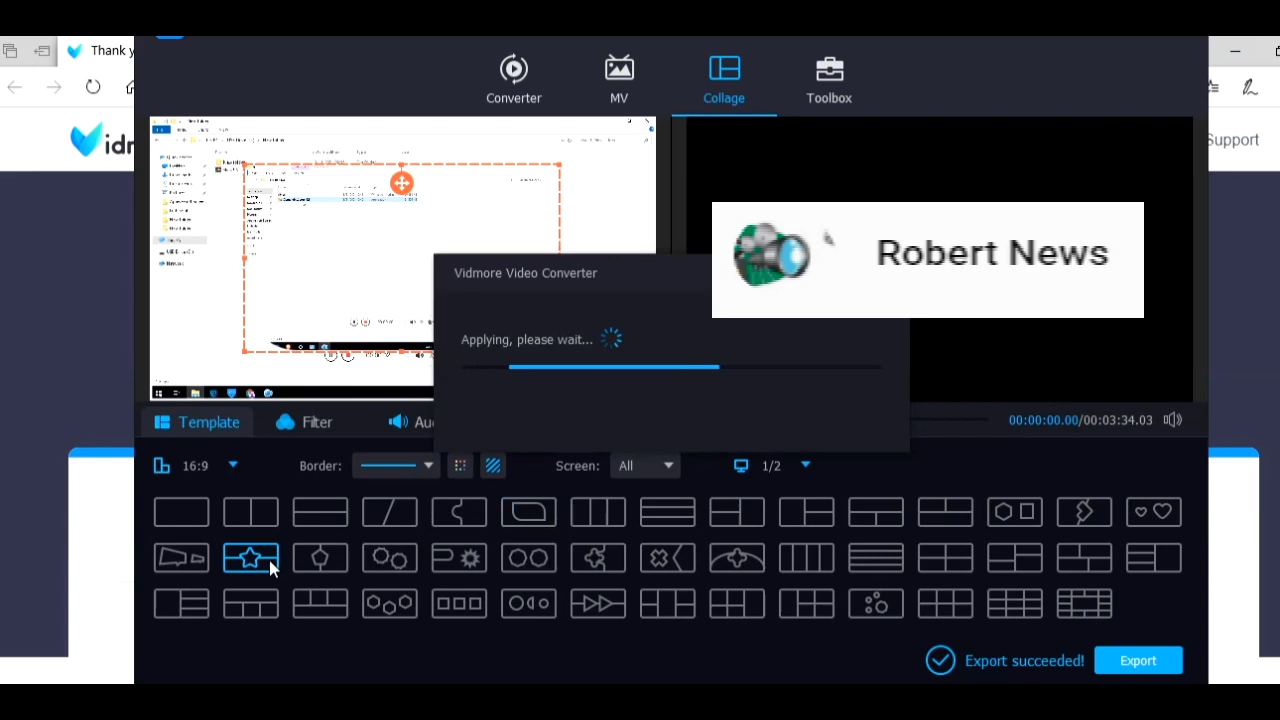 Thank y
Converter
MV
Collage
Toolbox
idr
Support
Robert News
Vidmore Video Converter
Applying, please wait...
Template
Filter
Au
00:00:00.00/00:03:34.03
16:9
Border:
Screen:
All
1/2
Export succeeded!
Export